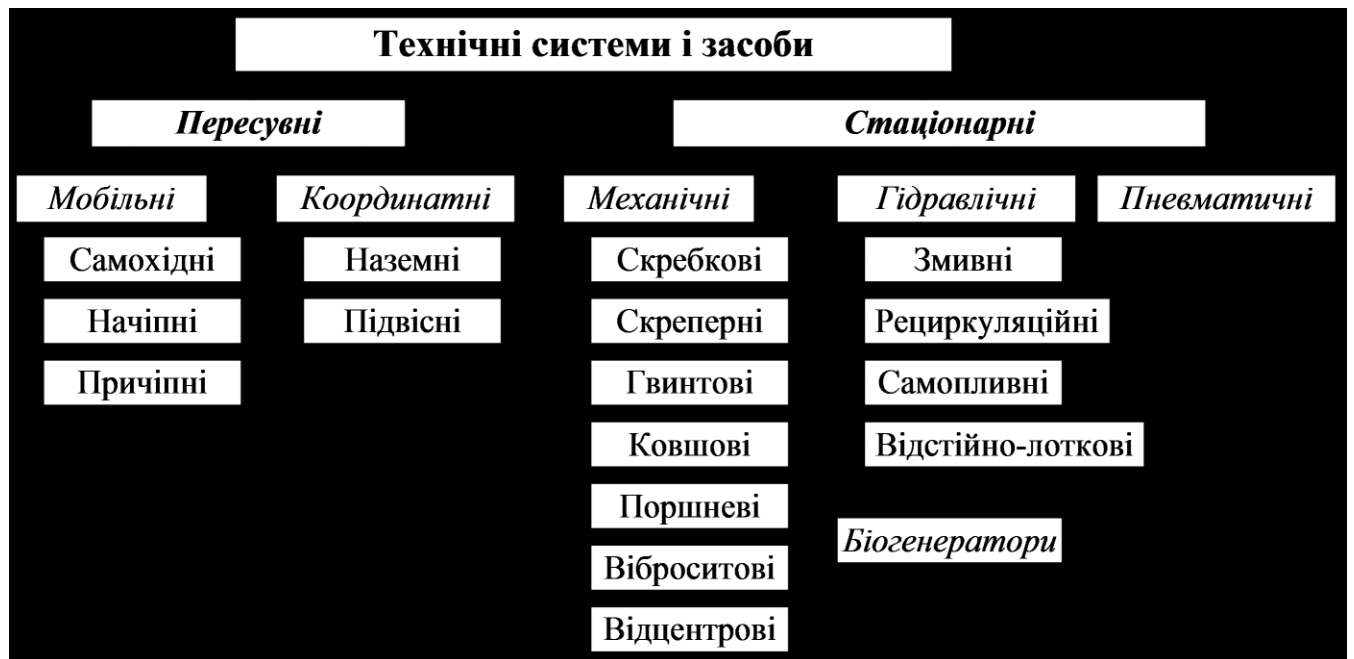 Технічні системи і засоби
Пересувні
Стаціонарні
Мобільні
Координатні
Механічні
Гідравлічні
Пневматичні
Самохідні
Наземні
Скребкові
Змивні
Начіпні
Підвісні
Скреперні
Рециркуляційні
Причіпні
Гвинтові
Самопливні
Ковшові
Відстійно-лоткові
Поршневі
Біогенератори
Віброситові
Відцентрові